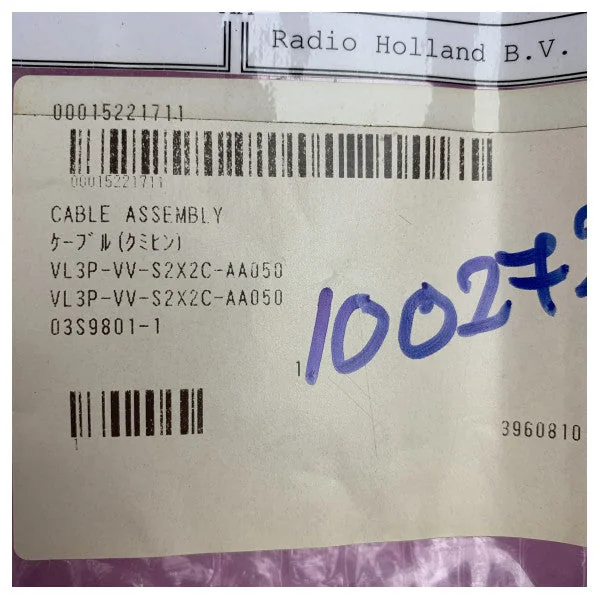 Radio Holland B.V.
00015221711
00015221711
CABLE ASSEMBLY
ケーブル(クミヒン)
VL3P-VV-S2X2C-AA050
VL3P-VV-S2X2C-AA050
03S9801-1
1
3960810